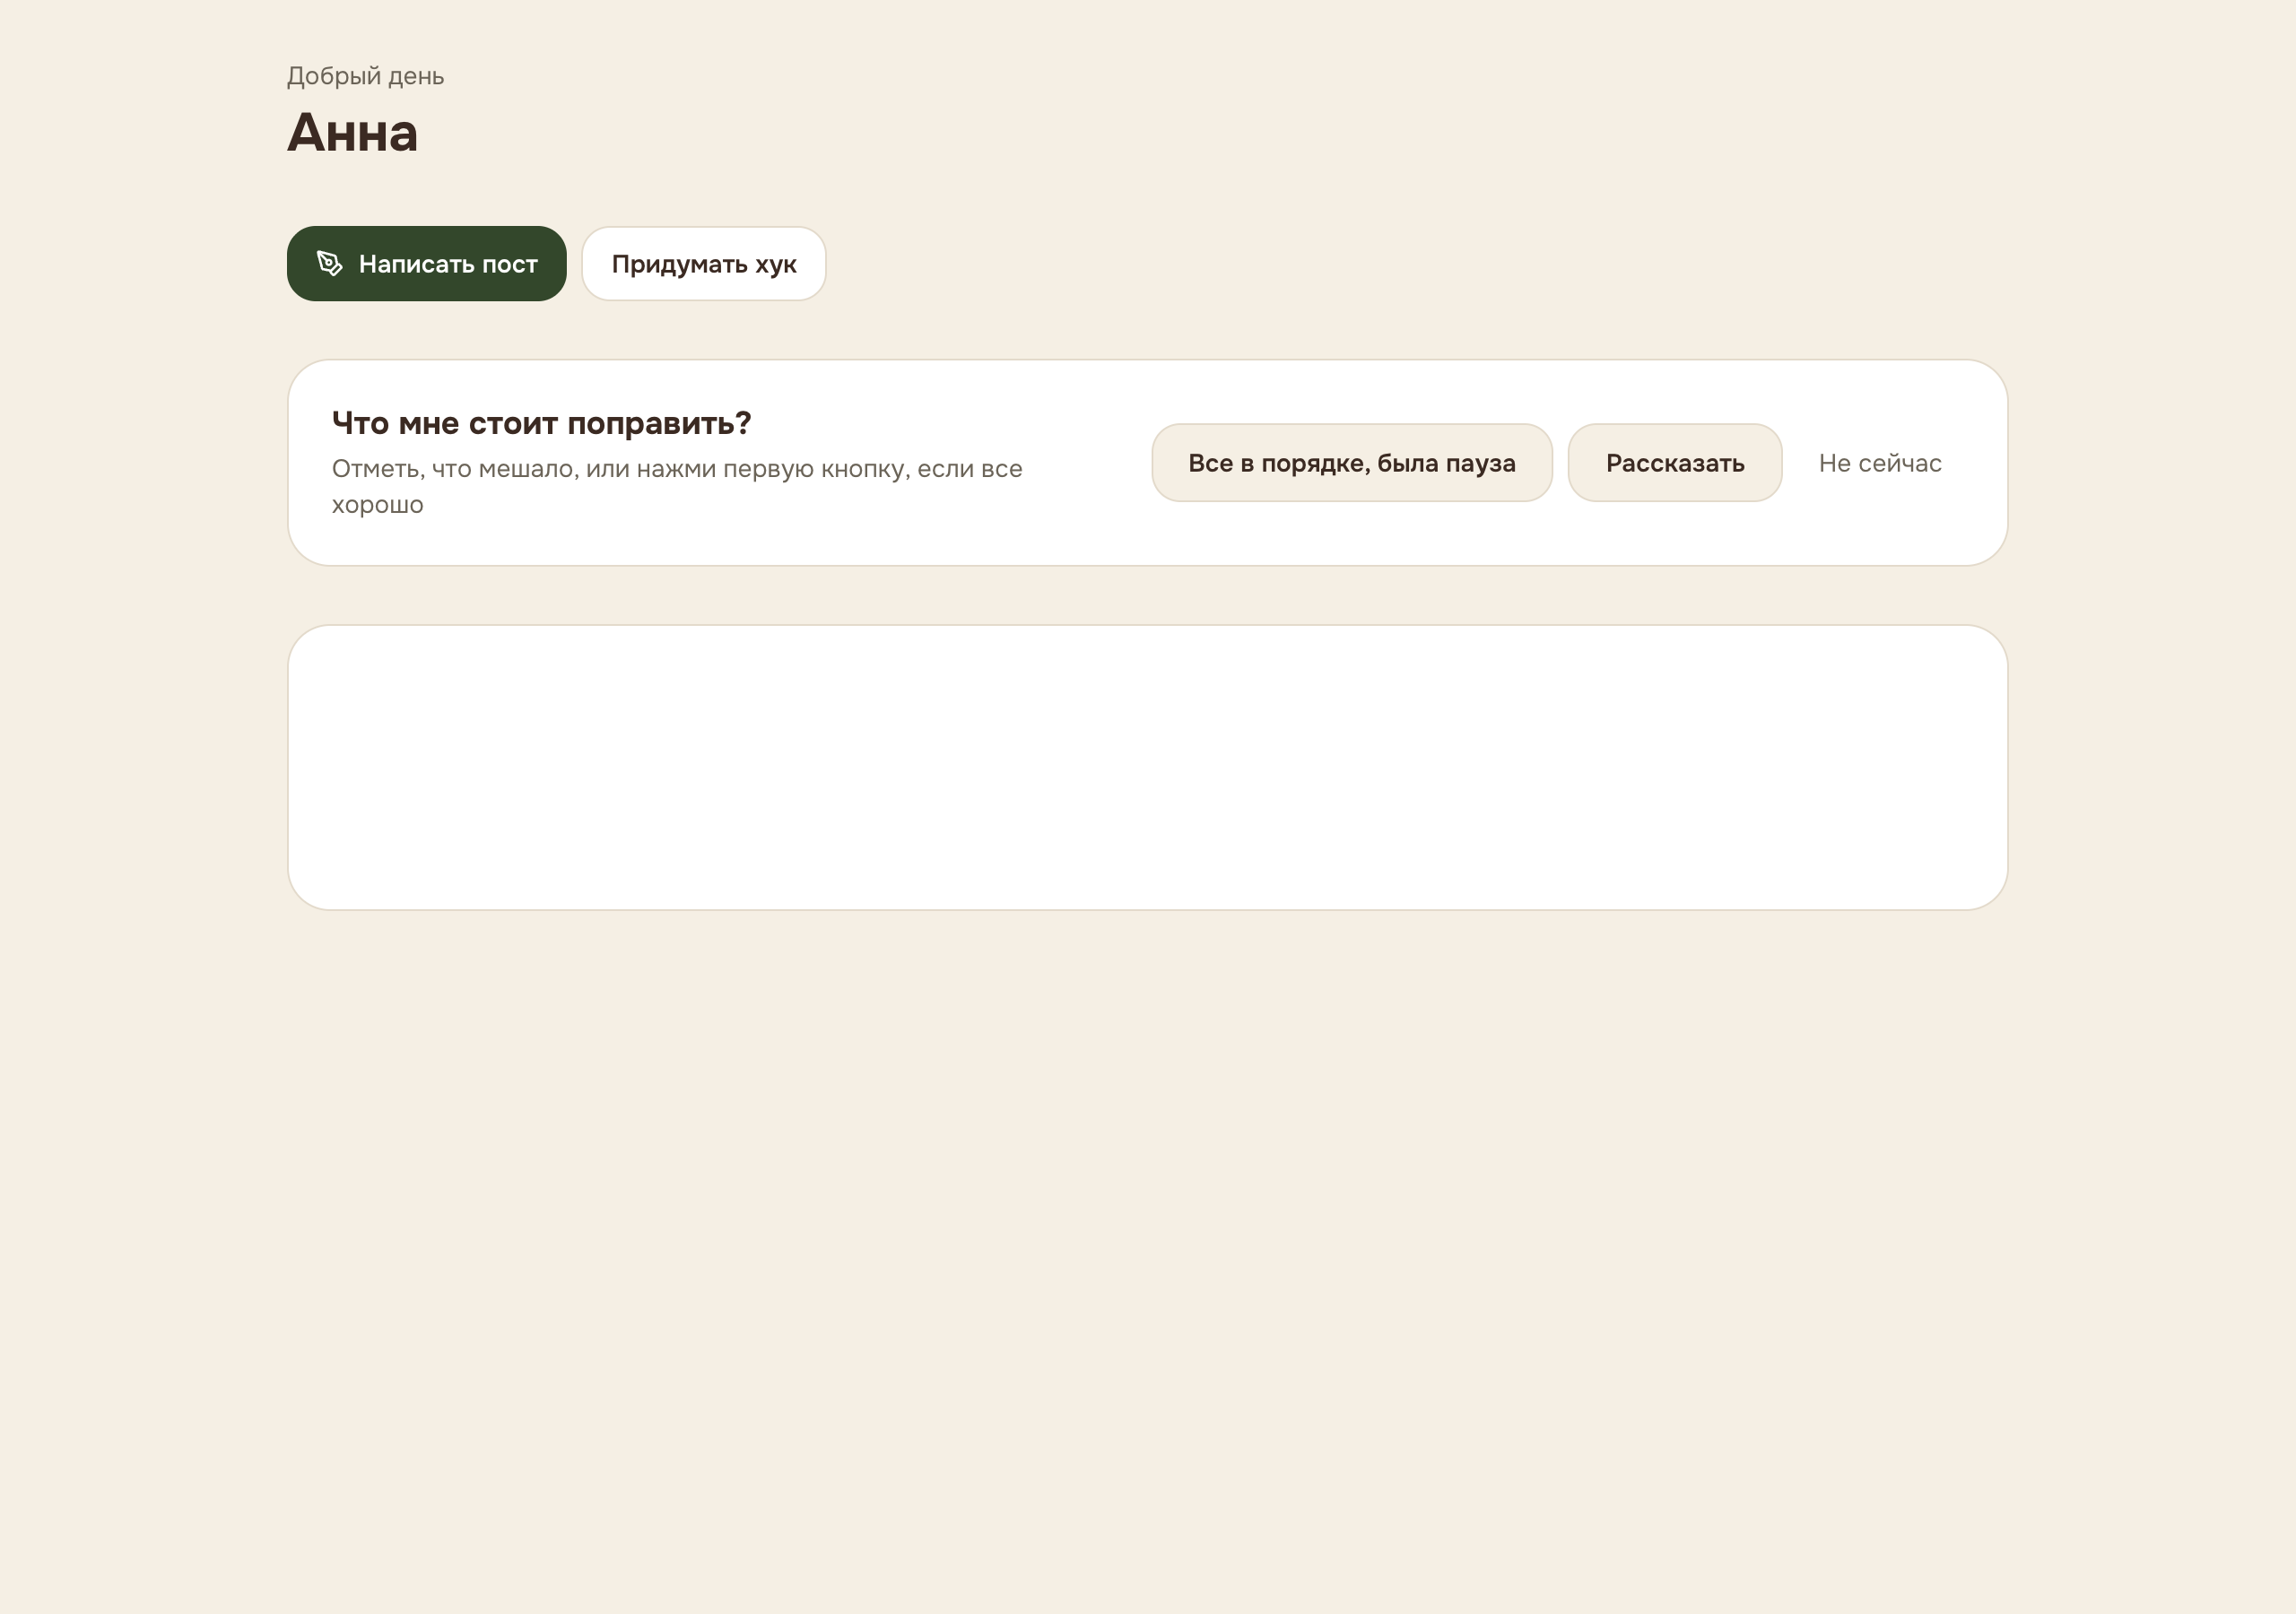 Добрый день
Анна
Написать пост
Придумать хук
Что мне стоит поправить?
Отметь, что мешало, или нажми первую кнопку, если все
хорошо
Все в порядке, была пауза
Рассказать
Не сейчас